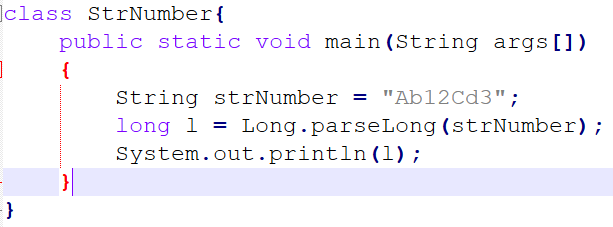 class StrNumber{
    public static void main(String args[])
    {
        String strNumber = "Ab12Cd3";
        long l = Long.parseLong(strNumber);
        System.out.println(l);
    }
}